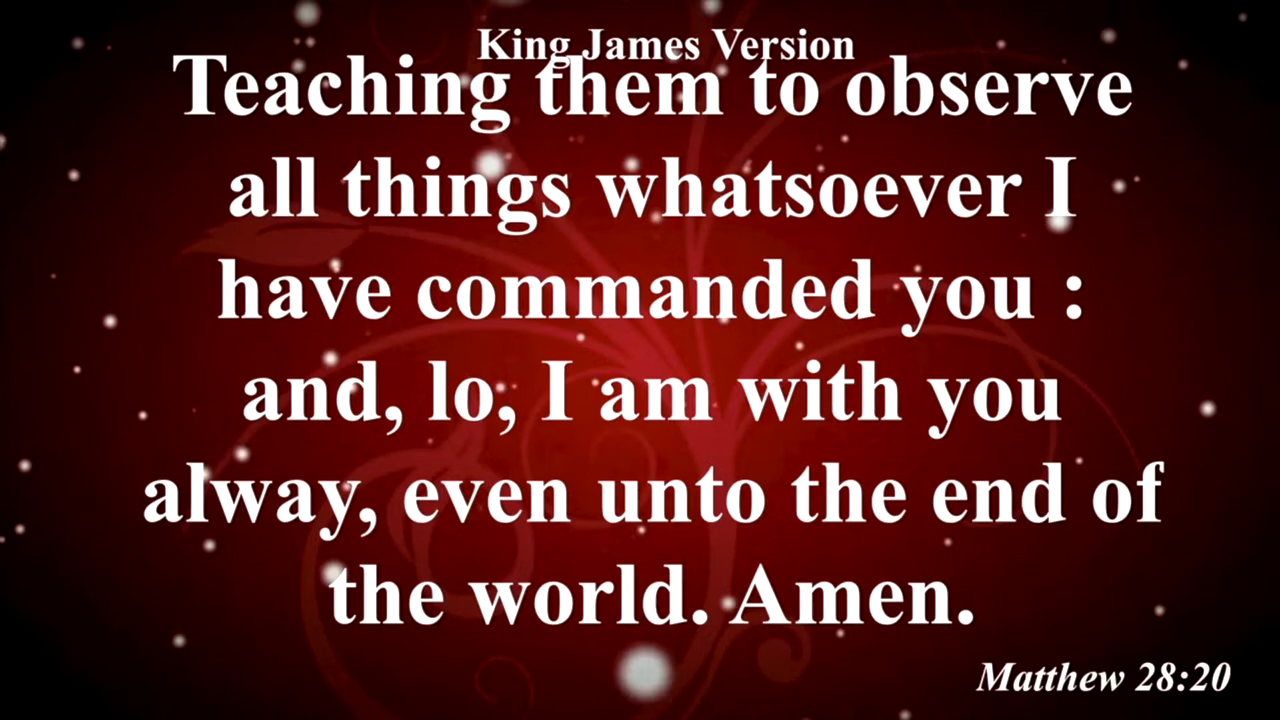 King James Version
Teaching them to observe
all things whatsoever I
have commanded you :
and, lo, I am with you
alway, even unto the end of
the world. Amen.
Matthew 28:20